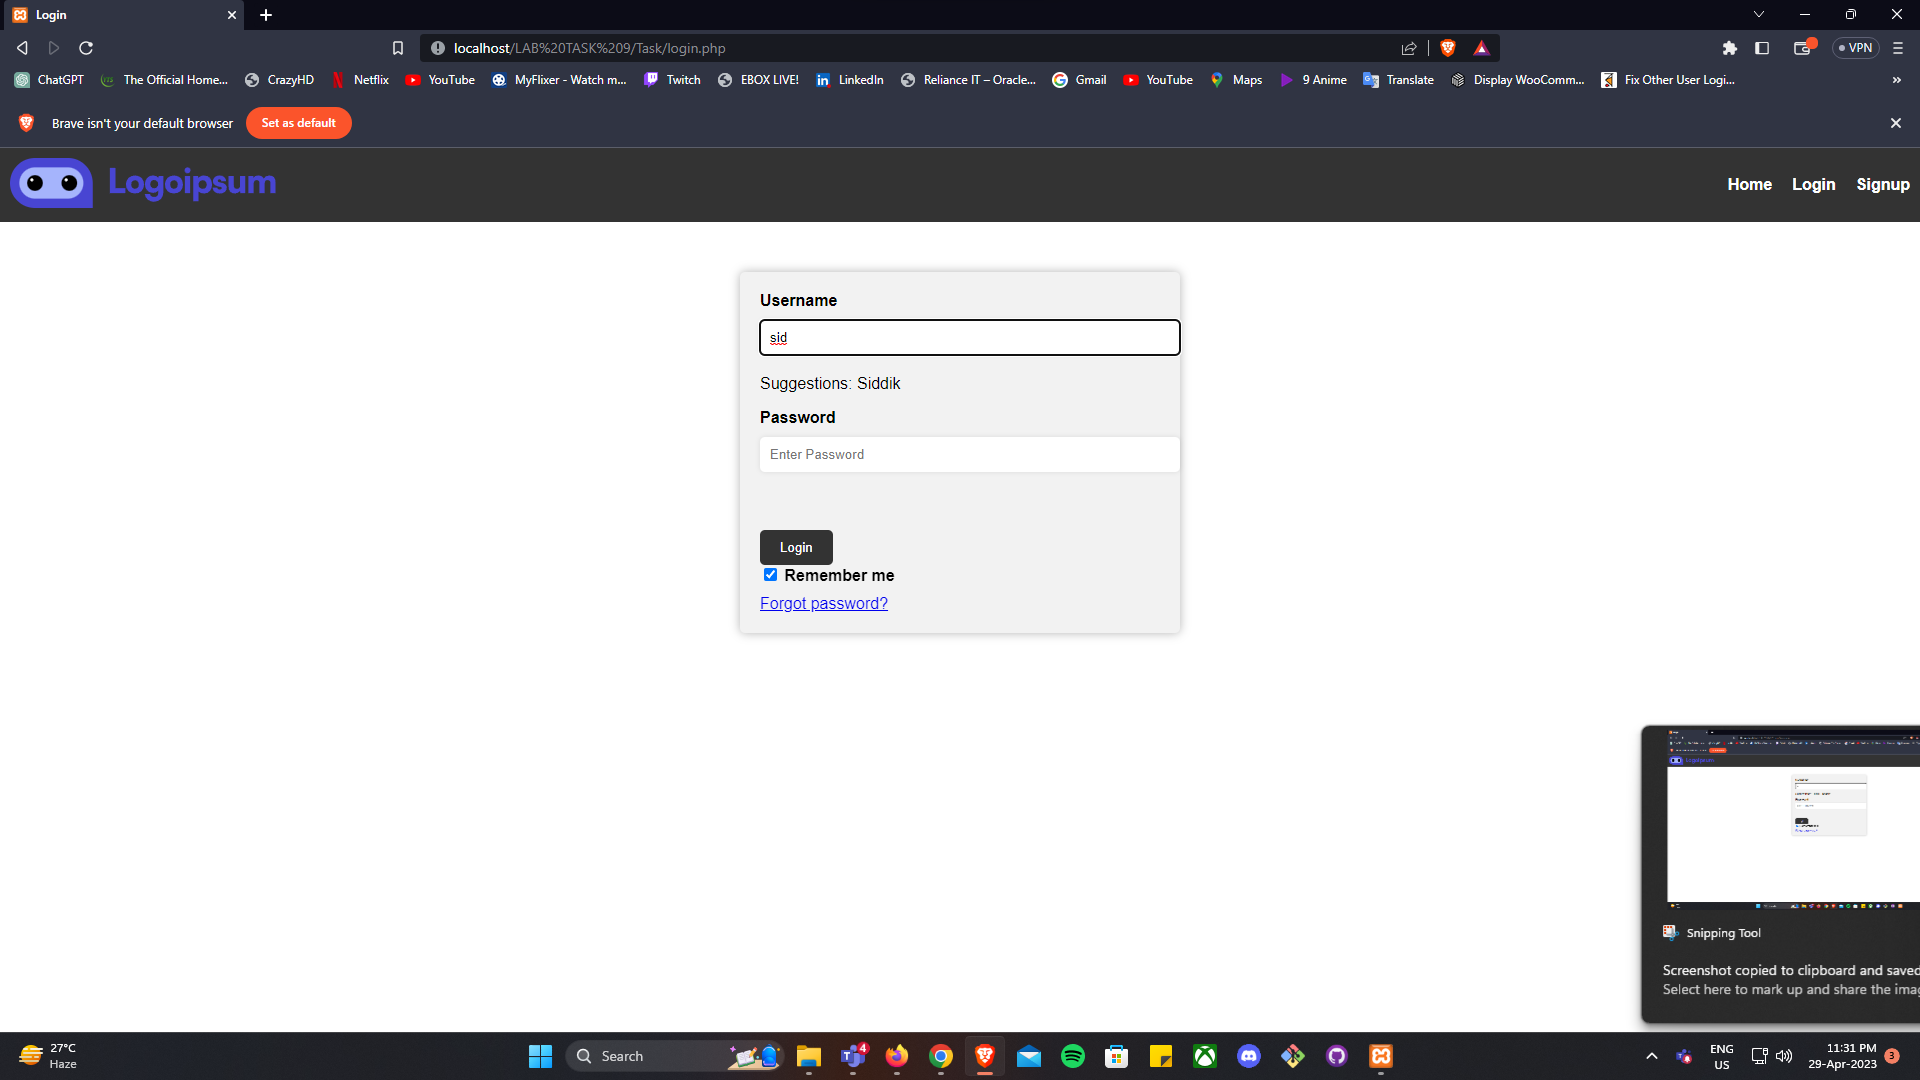 Login
localhost/LAB%20TASK%209/Task/login.php
VPN
ChatGPT
The Official Home...
CrazyHD
Netflix
YouTube
MyFlixer - Watch m...
Twitch
EBOX LIVE!
LinkedIn
Reliance IT – Oracle...
Gmail
YouTube
Maps
9 Anime
Translate
Display WooComm...
Fix Other User Logi...
»
Brave isn't your default browser
Set as default
Logoipsum
Home
Login
Signup
Username
sid
Suggestions: Siddik
Password
Enter Password
Login
Remember me
Forgot password?
Snipping Tool
Screenshot copied to clipboard and saved
Select here to mark up and share the imag
27°C
Haze
Search
4
ENG
US
11:31 PM
29-Apr-2023
3